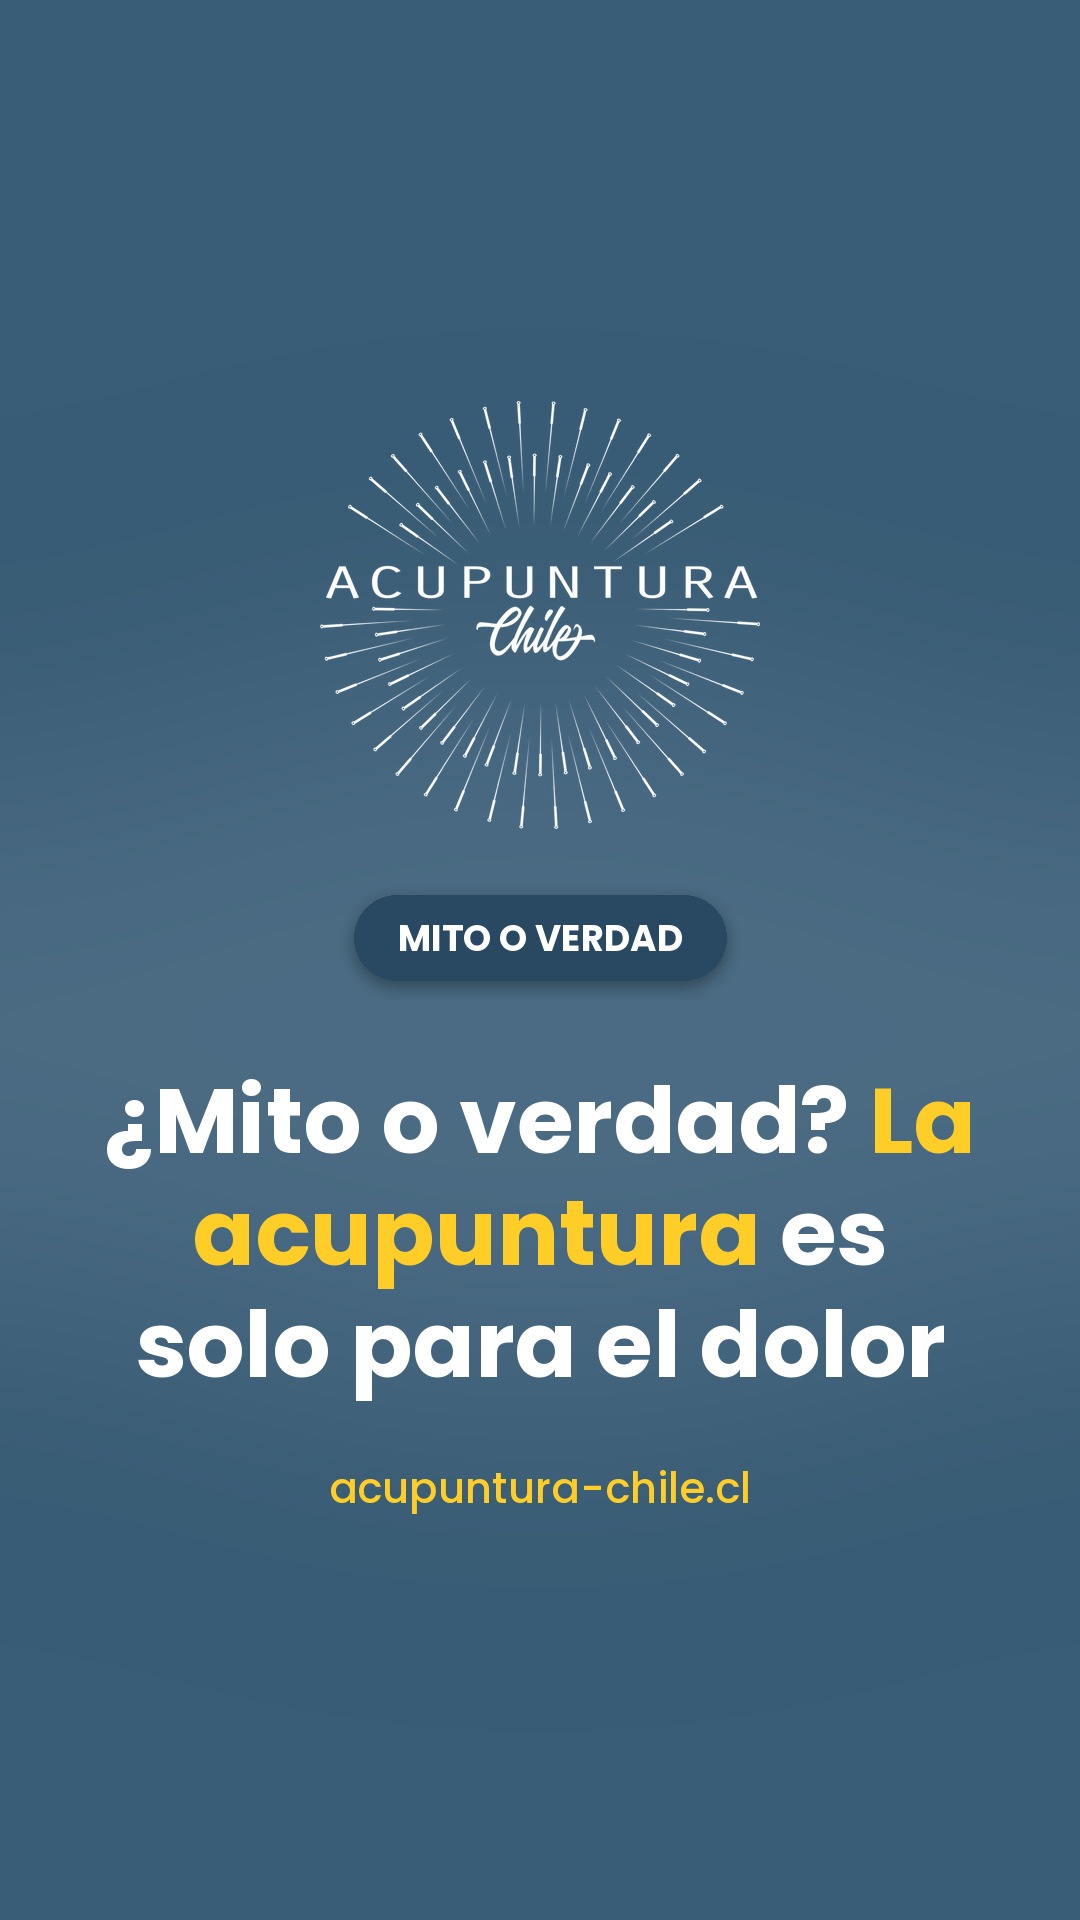 ACUPUNTURA
Chile
MITO O VERDAD
¿Mito o verdad? La
acupuntura es
solo para el dolor
acupuntura-chile.cl